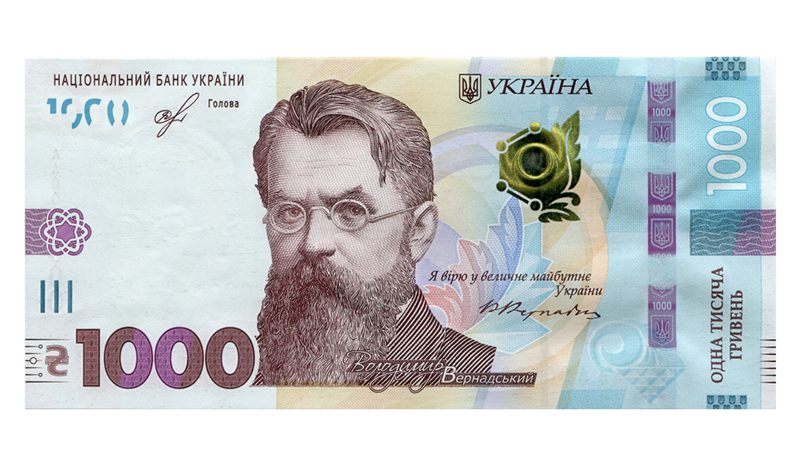 НАЦІОНАЛЬНИЙ БАНК УКРАЇНИ
Голова
УКРАЇНА
1000
1000
1000
1000
Я вірю у величне майбутнє
України
ОДНА ТИСЯЧА
ГРИВЕНЬ
₴1000
Володимир
Вернадський